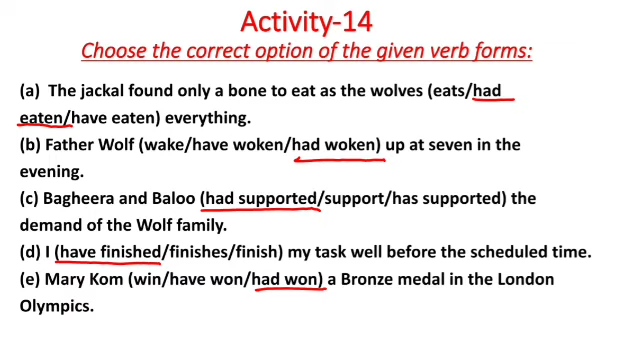 Activity-14
Choose the correct option of the given verb forms:
(a) The jackal found only a bone to eat as the wolves (eats/had
eaten/have eaten) everything.
(b) Father Wolf (wake/have woken/had woken) up at seven in the
evening.
(c) Bagheera and Baloo (had supported/support/has supported) the
demand of the Wolf family.
(d) I (have finished/finishes/finish) my task well before the scheduled time.
(e) Mary Kom (win/have won/had won) a Bronze medal in the London
Olympics.